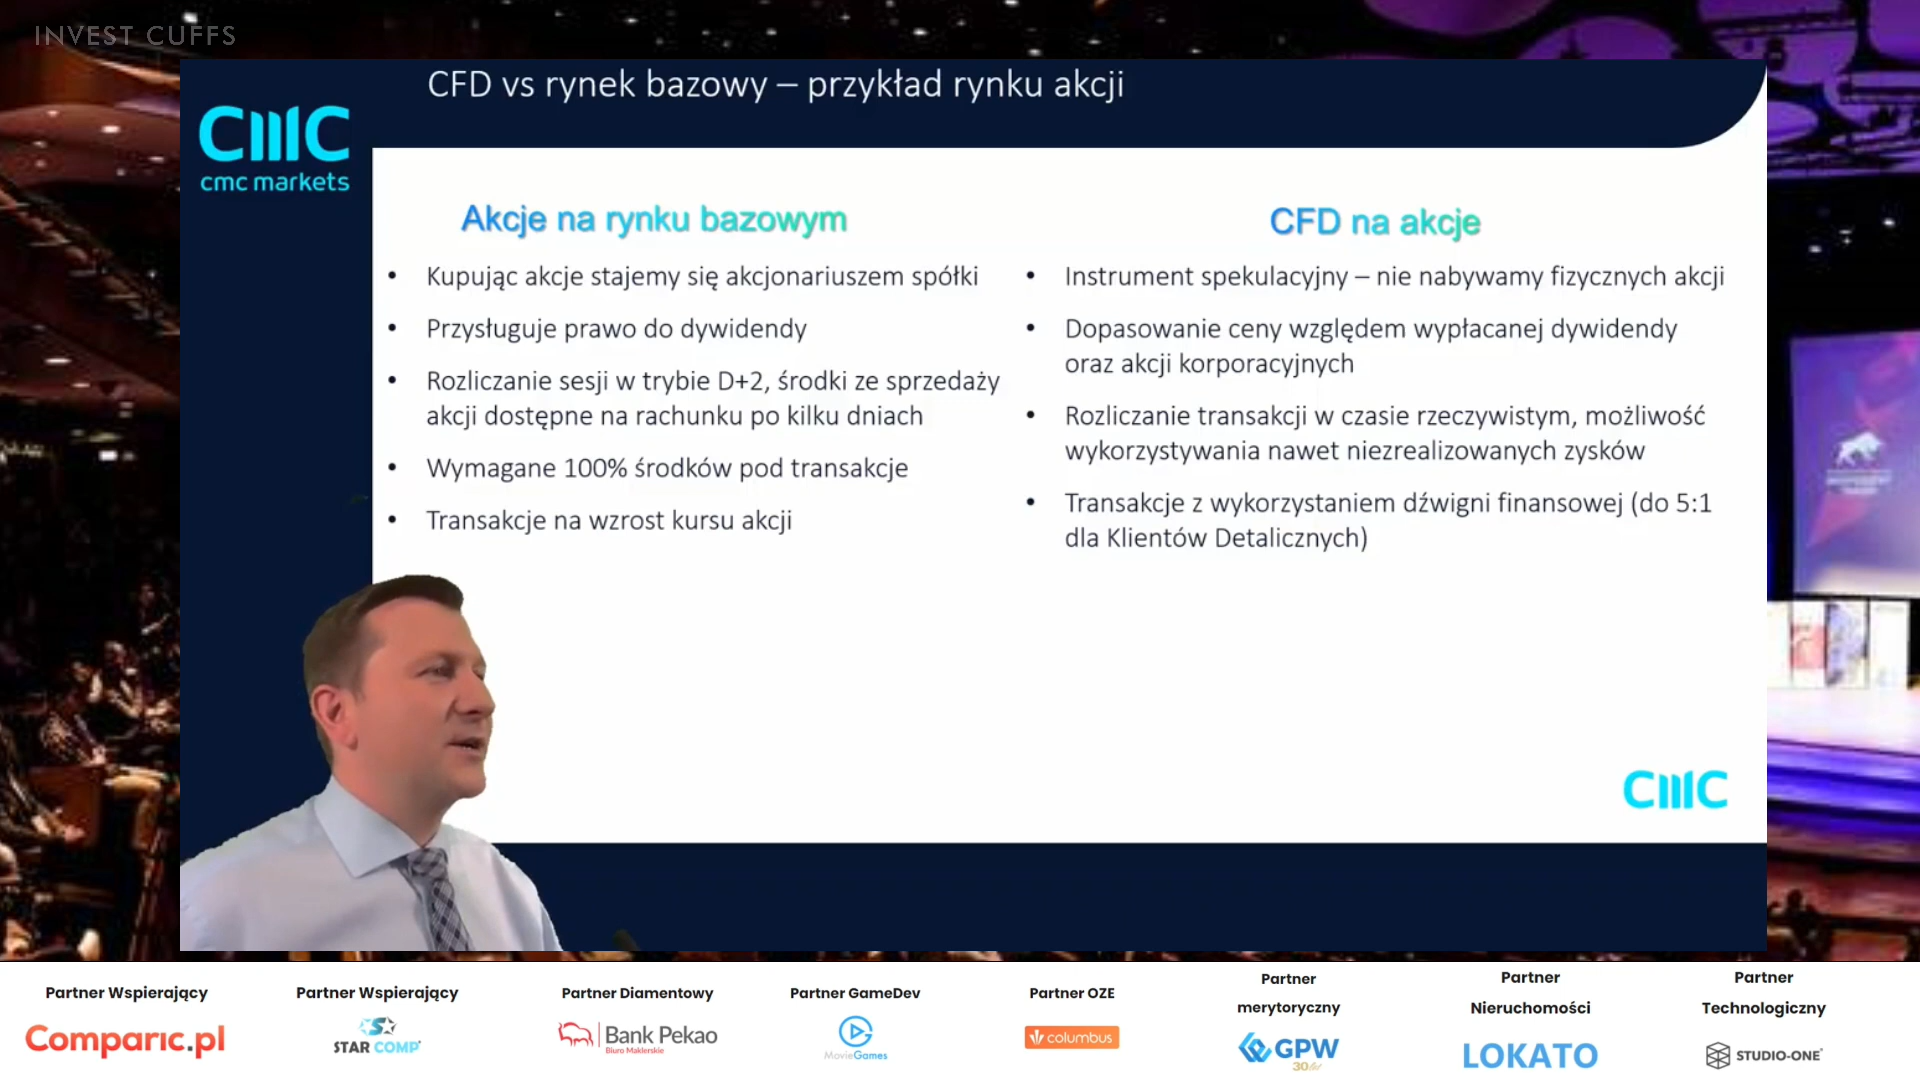 INVEST CUFFS
CFD vs rynek bazowy – przykład rynku akcji
CMC
cmc markets
Akcje na rynku bazowym
• Kupując akcje stajemy się akcjonariuszem spółki
• Przysługuje prawo do dywidendy
• Rozliczanie sesji w trybie D+2, środki ze sprzedaży
akcji dostępne na rachunku po kilku dniach
• Wymagane 100% środków pod transakcje
• Transakcje na wzrost kursu akcji
CFD na akcje
• Instrument spekulacyjny – nie nabywamy fizycznych akcji
• Dopasowanie ceny względem wypłacanej dywidendy
oraz akcji korporacyjnych
• Rozliczanie transakcji w czasie rzeczywistym, możliwość
wykorzystywania nawet niezrealizowanych zysków
• Transakcje z wykorzystaniem dźwigni finansowej (do 5:1
dla Klientów Detalicznych)
CMC
Partner Wspierający
Comparic.pl
Partner Wspierający
STAR COMP
Partner Diamentowy
Bank Pekao
Biuro Maklerskie
Partner GameDev
MovieGames
Partner OZE
columbus
Partner
merytoryczny
GPW
30lat
Partner
Nieruchomości
LOKATO
Partner
Technologiczny
STUDIO-ONE